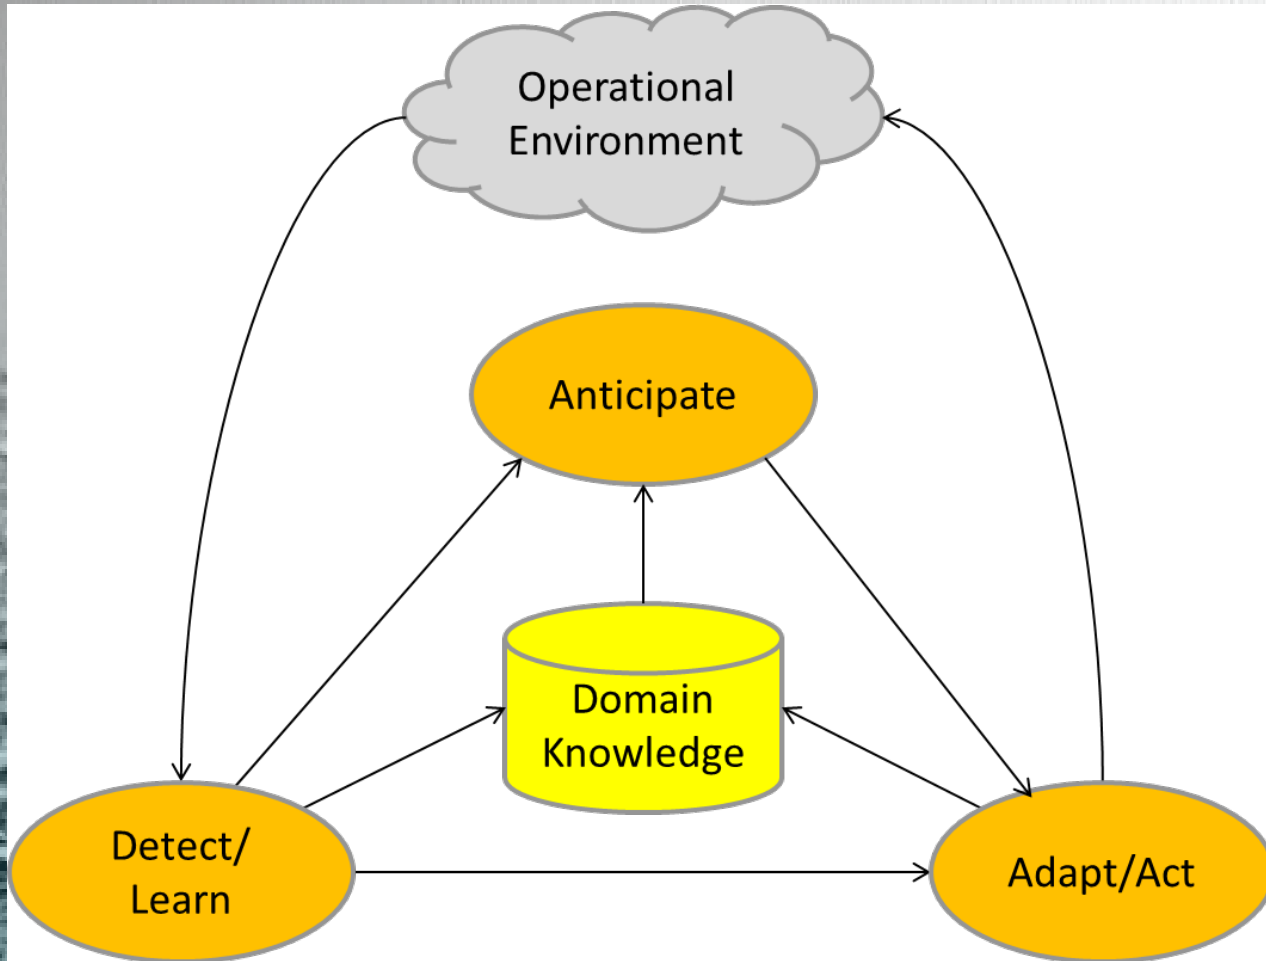 Operational
Environment
Anticipate
Domain
Knowledge
Detect/
Learn
Adapt/Act